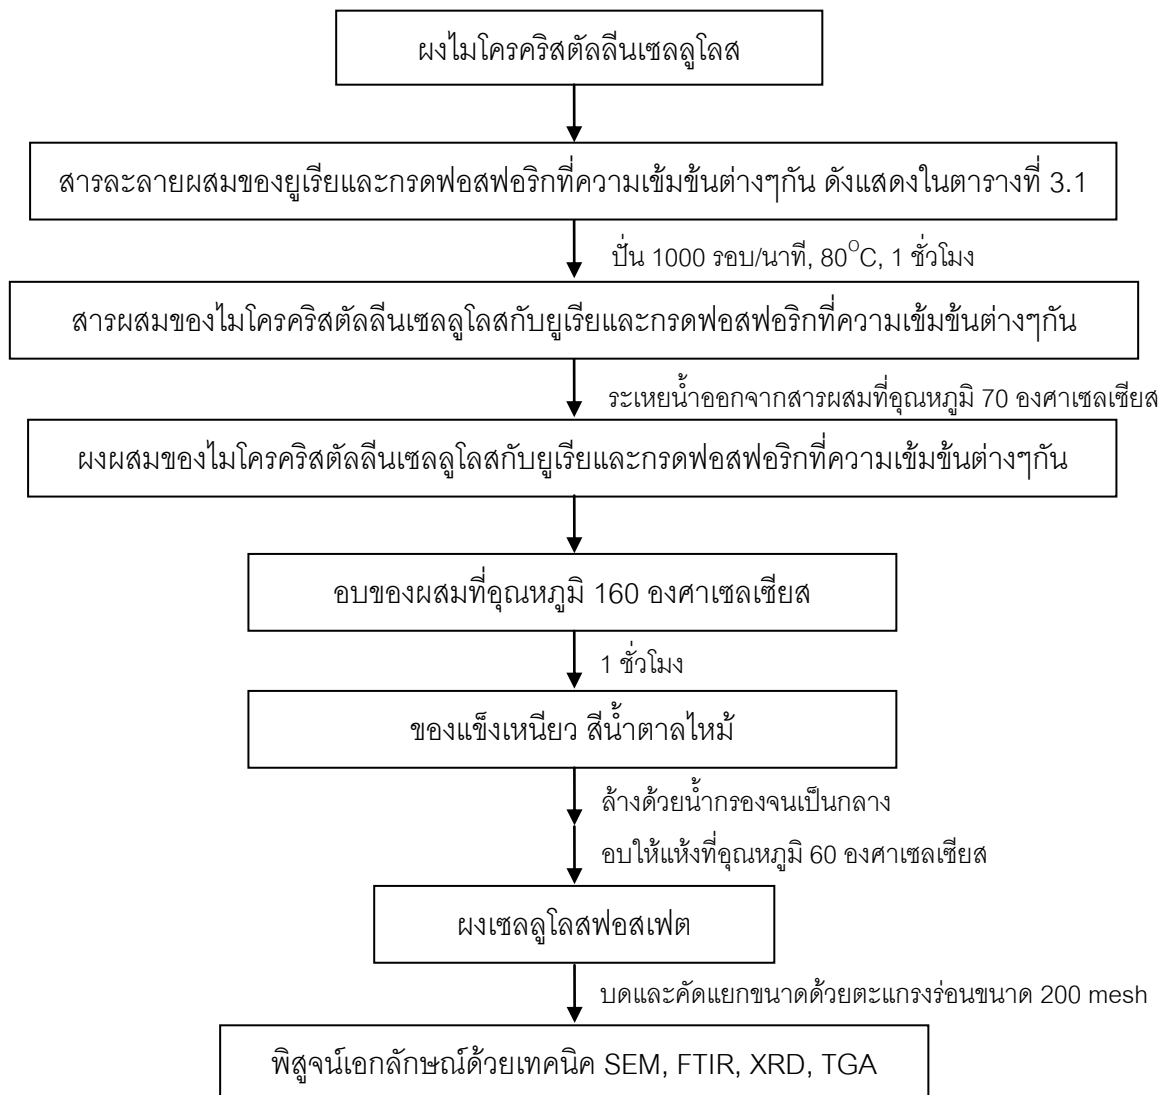 ผงไมโครคริสตัลลีนเซลลูโลส
สารละลายผสมของยูเรียและกรดฟอสฟอริกที่ความเข้มข้นต่างๆกัน ดังแสดงในตารางที่ 3.1
ปั่น 1000 รอบ/นาที, 80°C, 1 ชั่วโมง
สารผสมของไมโครคริสตัลลีนเซลลูโลสกับยูเรียและกรดฟอสฟอริกที่ความเข้มข้นต่างๆกัน
ระเหยน้ำออกจากสารผสมที่อุณหภูมิ 70 องศาเซลเซียส
ผงผสมของไมโครคริสตัลลีนเซลลูโลสกับยูเรียและกรดฟอสฟอริกที่ความเข้มข้นต่างๆกัน
อบของผสมที่อุณหภูมิ 160 องศาเซลเซียส
1 ชั่วโมง
ของแข็งเหนียว สีน้ำตาลไหม้
ล้างด้วยน้ำกรองจนเป็นกลาง
อบให้แห้งที่อุณหภูมิ 60 องศาเซลเซียส
ผงเซลลูโลสฟอสเฟต
บดและคัดแยกขนาดด้วยตะแกรงร่อนขนาด 200 mesh
พิสูจน์เอกลักษณ์ด้วยเทคนิค SEM, FTIR, XRD, TGA